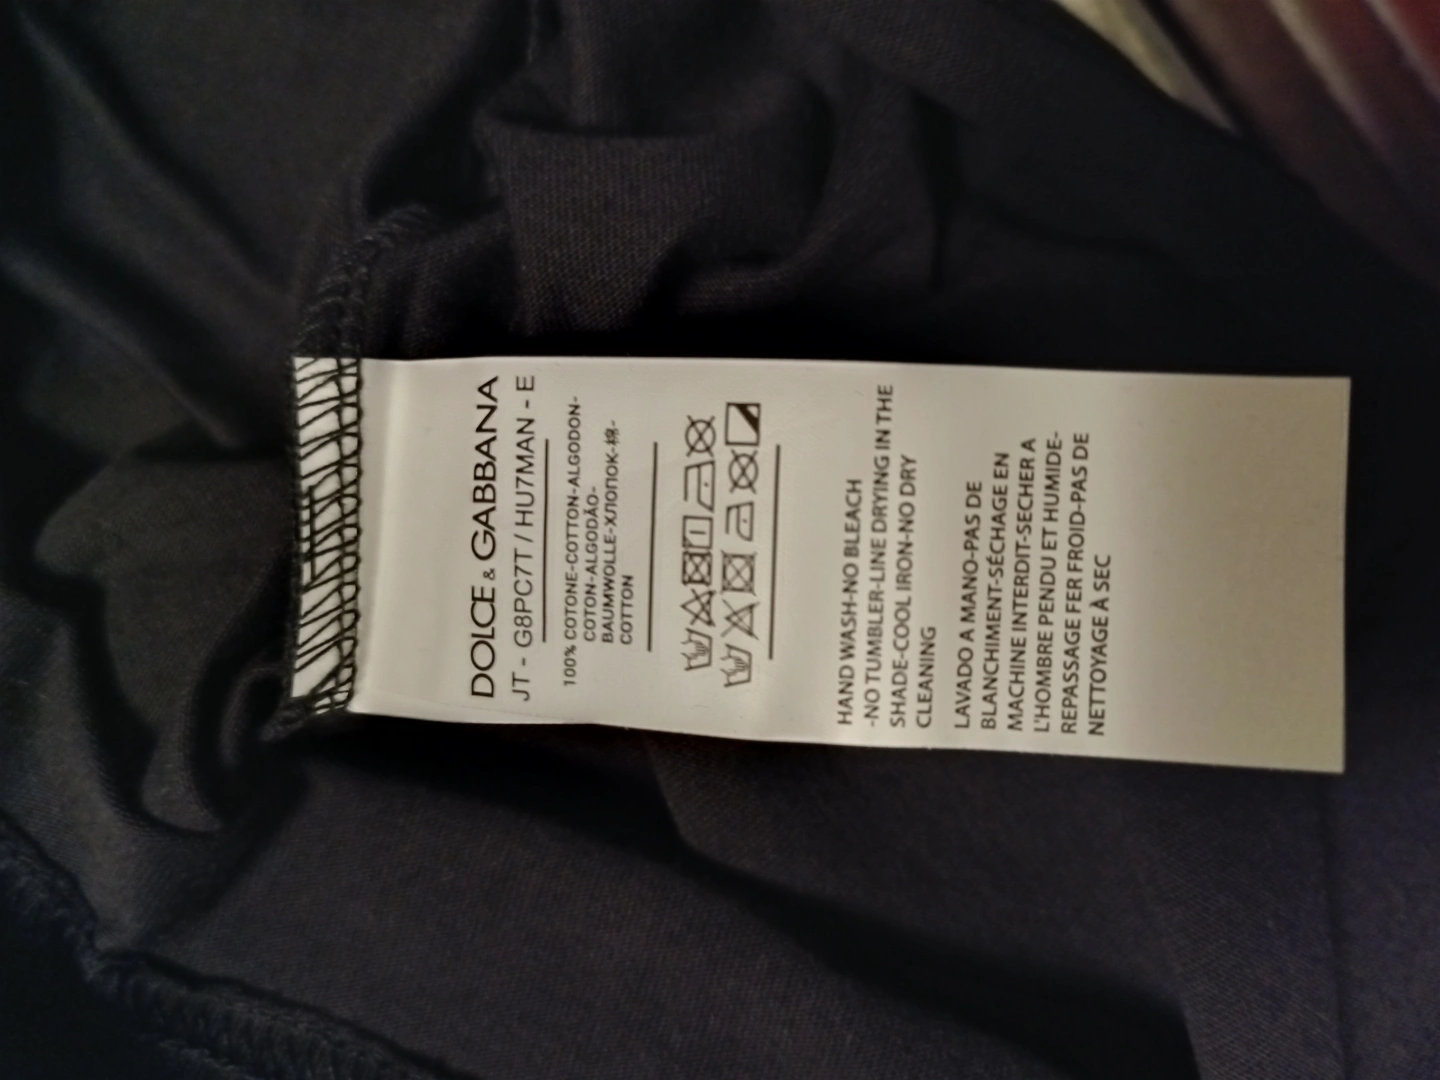 DOLCE & GABBANA
JT - G8PC7T / HU7MAN - E
100% COTONE-COTTON-ALGODON-
COTON-ALGODÃO-
BAUMWOLLE-ХЛОПОК-棉-
COTTON
HAND WASH-NO BLEACH
-NO TUMBLER-LINE DRYING IN THE
SHADE-COOL IRON-NO DRY
CLEANING
LAVADO A MANO-PAS DE
BLANCHIMENT-SÉCHAGE EN
MACHINE INTERDIT-SECHER A
L'HOMBRE PENDU ET HUMIDE-
REPASSAGE FER FROID-PAS DE
NETTOYAGE À SEC